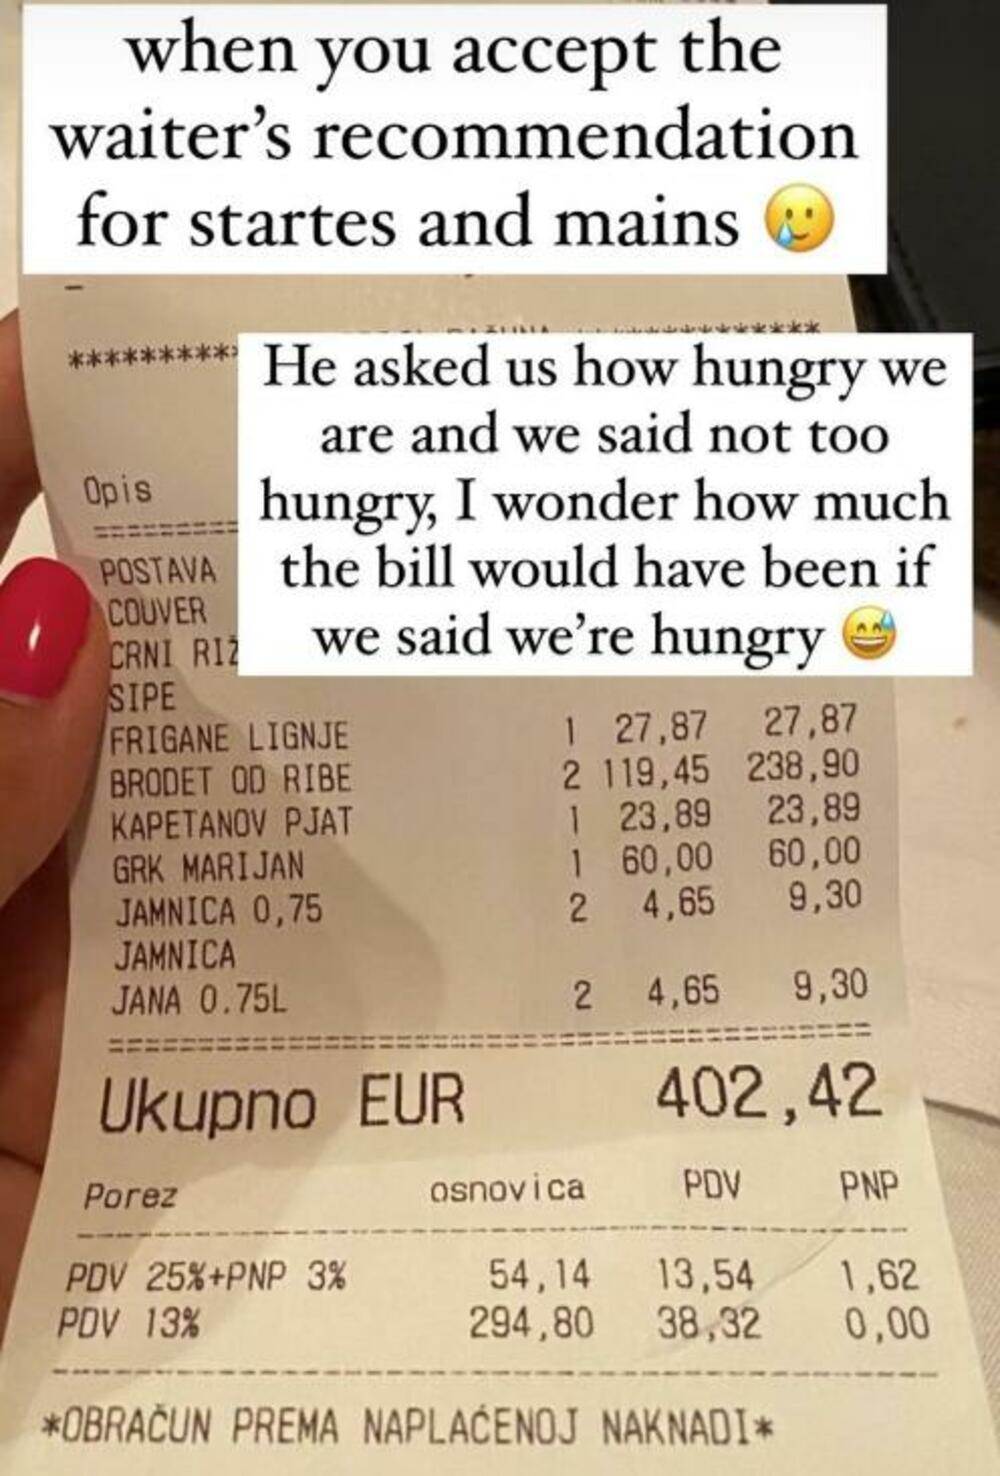 when you accept the
waiter's recommendation
for startes and mains 🥲
**********
He asked us how hungry we
are and we said not too
hungry, I wonder how much
the bill would have been if
we said we're hungry 😅
Opis
POSTAVA
COUVER
CRNI RIŽ
SIPE
FRIGANE LIGNJE 1 27,87 27,87
BRODET OD RIBE 2 119,45 238,90
KAPETANOV PJAT 1 23,89 23,89
GRK MARIJAN 1 60,00 60,00
JAMNICA 0,75 2 4,65 9,30
JAMNICA
JANA 0.75L 2 4,65 9,30
Ukupno EUR 402,42
Porez osnovica PDV PNP
PDV 25%+PNP 3% 54,14 13,54 1,62
PDV 13% 294,80 38,32 0,00
*OBRAČUN PREMA NAPLAĆENOJ NAKNADI*